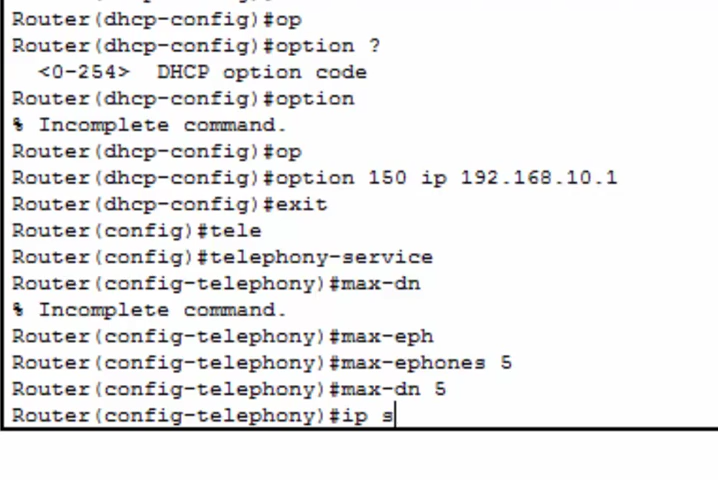 Router(dhcp-config)#op
Router(dhcp-config)#option ?
  <0-254>  DHCP option code
Router(dhcp-config)#option
% Incomplete command.
Router(dhcp-config)#op
Router(dhcp-config)#option 150 ip 192.168.10.1
Router(dhcp-config)#exit
Router(config)#tele
Router(config)#telephony-service
Router(config-telephony)#max-dn
% Incomplete command.
Router(config-telephony)#max-eph
Router(config-telephony)#max-ephones 5
Router(config-telephony)#max-dn 5
Router(config-telephony)#ip s